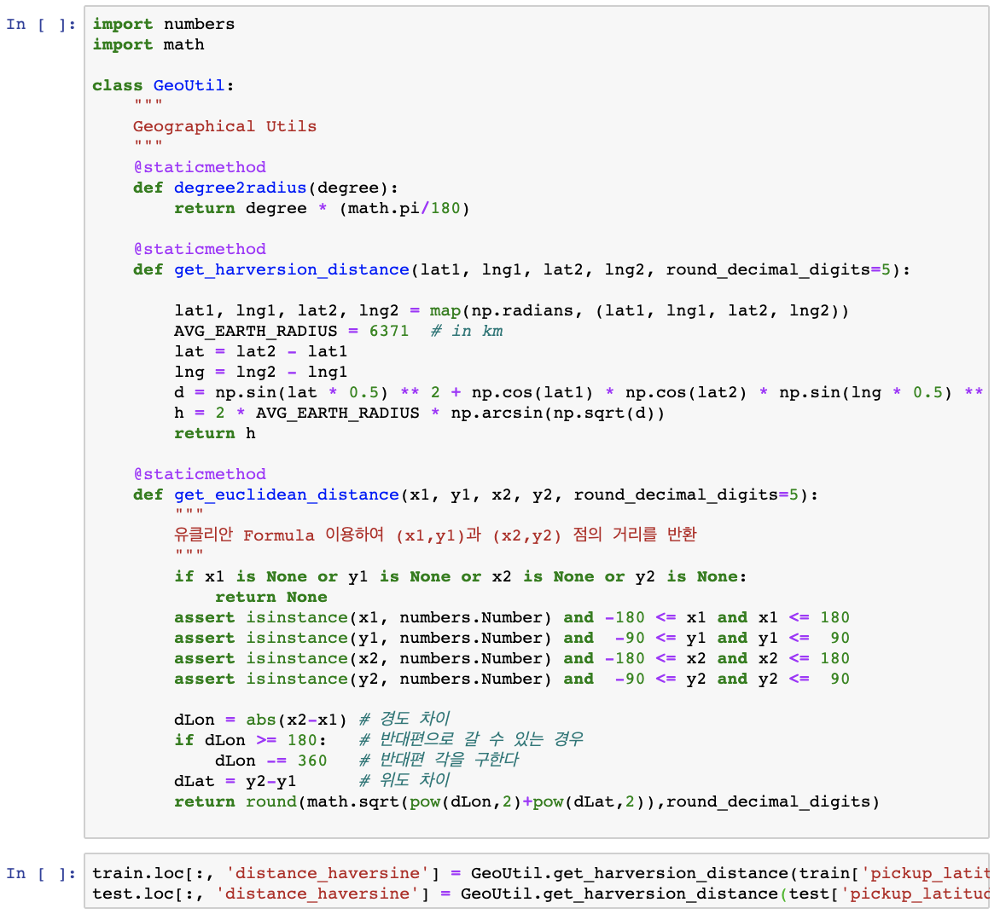 In [ ]:
import numbers
import math
class GeoUtil:
"""
Geographical Utils
"""
@staticmethod
def degree2radius(degree):
return degree * (math.pi/180)
@staticmethod
def get_harversion_distance(lat1, lng1, lat2, lng2, round_decimal_digits=5):
lat1, lng1, lat2, lng2 = map(np.radians, (lat1, lng1, lat2, lng2))
AVG_EARTH_RADIUS = 6371  # in km
lat = lat2 - lat1
lng = lng2 - lng1
d = np.sin(lat * 0.5) ** 2 + np.cos(lat1) * np.cos(lat2) * np.sin(lng * 0.5) **
h = 2 * AVG_EARTH_RADIUS * np.arcsin(np.sqrt(d))
return h
@staticmethod
def get_euclidean_distance(x1, y1, x2, y2, round_decimal_digits=5):
"""
유클리안 Formula 이용하여 (x1,y1)과 (x2,y2) 점의 거리를 반환
"""
if x1 is None or y1 is None or x2 is None or y2 is None:
return None
assert isinstance(x1, numbers.Number) and -180 <= x1 and x1 <= 180
assert isinstance(y1, numbers.Number) and  -90 <= y1 and y1 <=  90
assert isinstance(x2, numbers.Number) and -180 <= x2 and x2 <= 180
assert isinstance(y2, numbers.Number) and  -90 <= y2 and y2 <=  90
dLon = abs(x2-x1) # 경도 차이
if dLon >= 180:   # 반대편으로 갈 수 있는 경우
dLon -= 360   # 반대편 각을 구한다
dLat = y2-y1      # 위도 차이
return round(math.sqrt(pow(dLon,2)+pow(dLat,2)),round_decimal_digits)
In [ ]:
train.loc[:, 'distance_haversine'] = GeoUtil.get_harversion_distance(train['pickup_latit
test.loc[:, 'distance_haversine'] = GeoUtil.get_harversion_distance(test['pickup_latitud